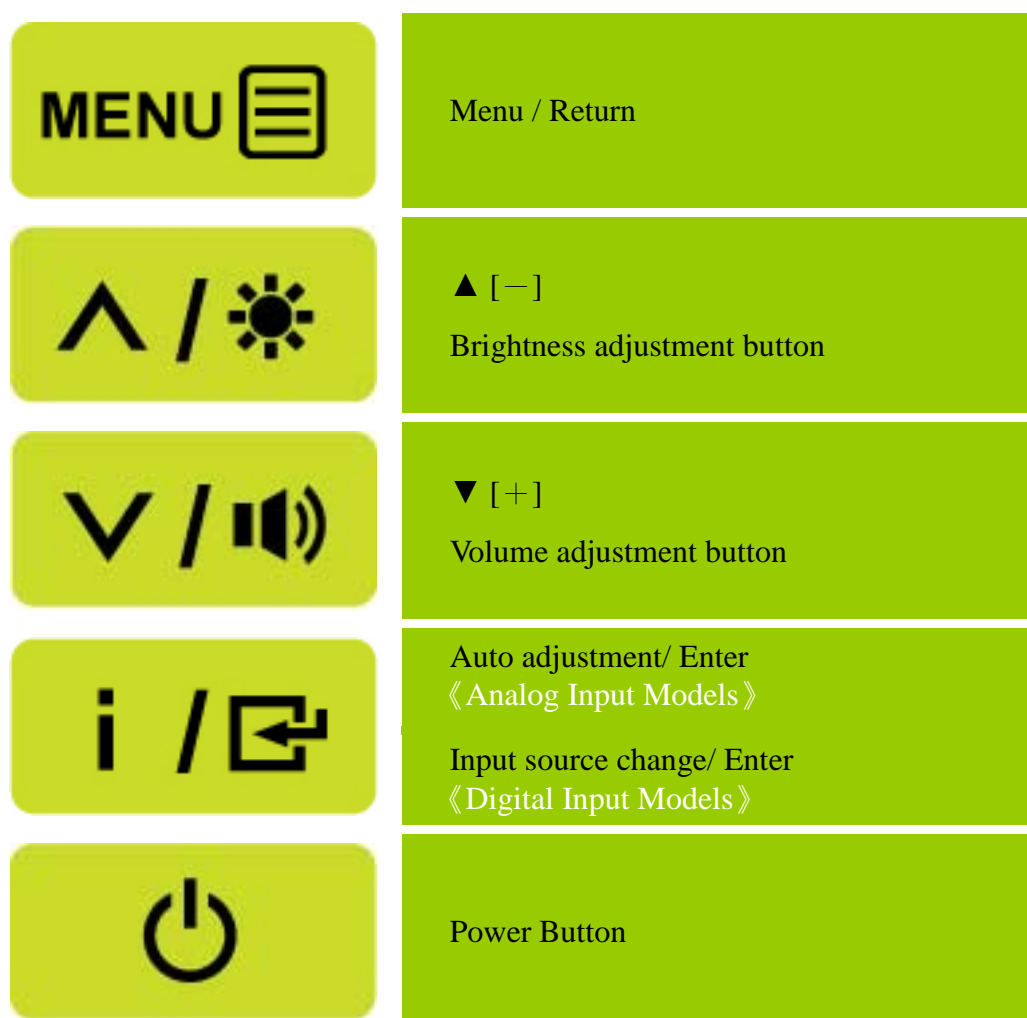 MENU
Menu / Return
/
▲ [－]
Brightness adjustment button
/
▼ [＋]
Volume adjustment button
i /
Auto adjustment/ Enter
《Analog Input Models》
Input source change/ Enter
《Digital Input Models》
Power Button